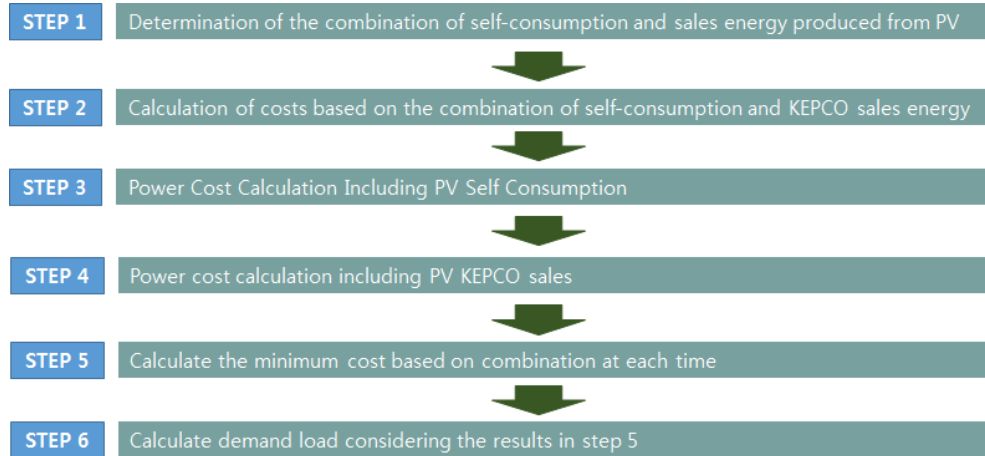 STEP 1 Determination of the combination of self-consumption and sales energy produced from PV
STEP 2 Calculation of costs based on the combination of self-consumption and KEPCO sales energy
STEP 3 Power Cost Calculation Including PV Self Consumption
STEP 4 Power cost calculation including PV KEPCO sales
STEP 5 Calculate the minimum cost based on combination at each time
STEP 6 Calculate demand load considering the results in step 5